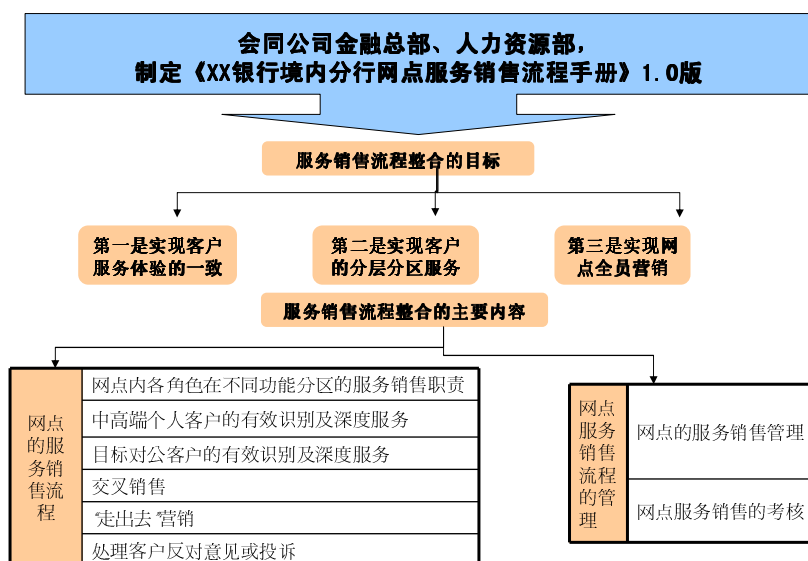 会同公司金融总部、人力资源部，
制定《XX银行境内分行网点服务销售流程手册》1.0版
服务销售流程整合的目标
第一是实现客户
服务体验的一致
第二是实现客户
的分层分区服务
第三是实现网
点全员营销
服务销售流程整合的主要内容
网点
的服
务销
售流
程
网点内各角色在不同功能分区的服务销售职责
中高端个人客户的有效识别及深度服务
目标对公客户的有效识别及深度服务
交叉销售
“走出去”营销
处理客户反对意见或投诉
网点
服务
销售
流程
的管
理
网点的服务销售管理
网点服务销售的考核